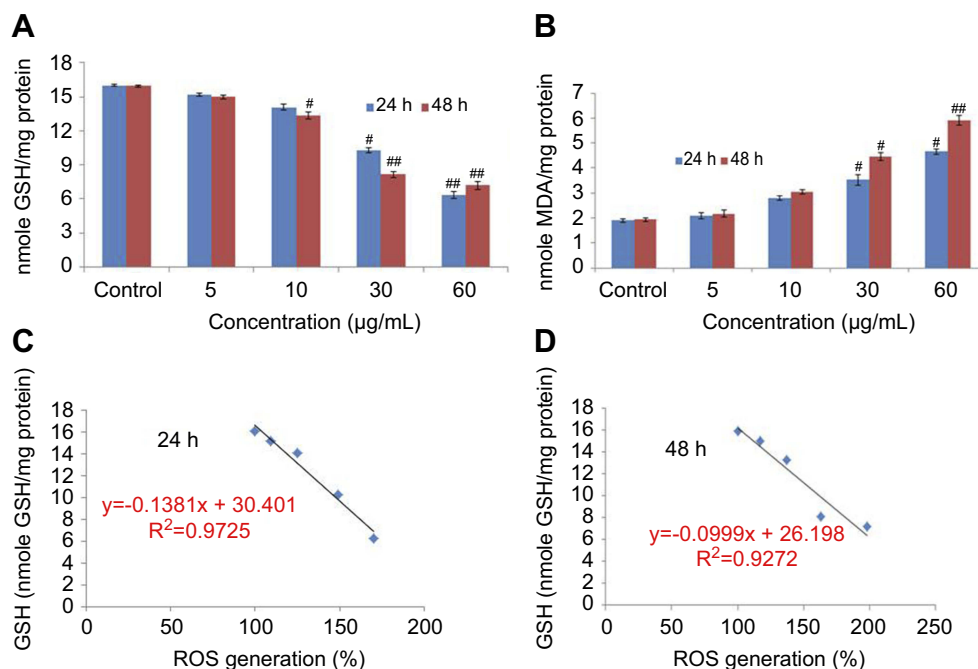 A
nmole GSH/mg protein
18
15
12
9
6
3
0
24 h
48 h
#
#
##
##
##
Control
5
10
30
60
Concentration (µg/mL)
B
nmole MDA/mg protein
7
6
5
4
3
2
1
0
24 h
48 h
#
#
#
##
Control
5
10
30
60
Concentration (µg/mL)
C
GSH (nmole GSH/mg protein)
18
16
14
12
10
8
6
4
2
0
24 h
y=-0.1381x + 30.401
R²=0.9725
0
50
100
150
200
ROS generation (%)
D
GSH (nmole GSH/mg protein)
18
16
14
12
10
8
6
4
2
0
48 h
y=-0.0999x + 26.198
R²=0.9272
0
50
100
150
200
250
ROS generation (%)